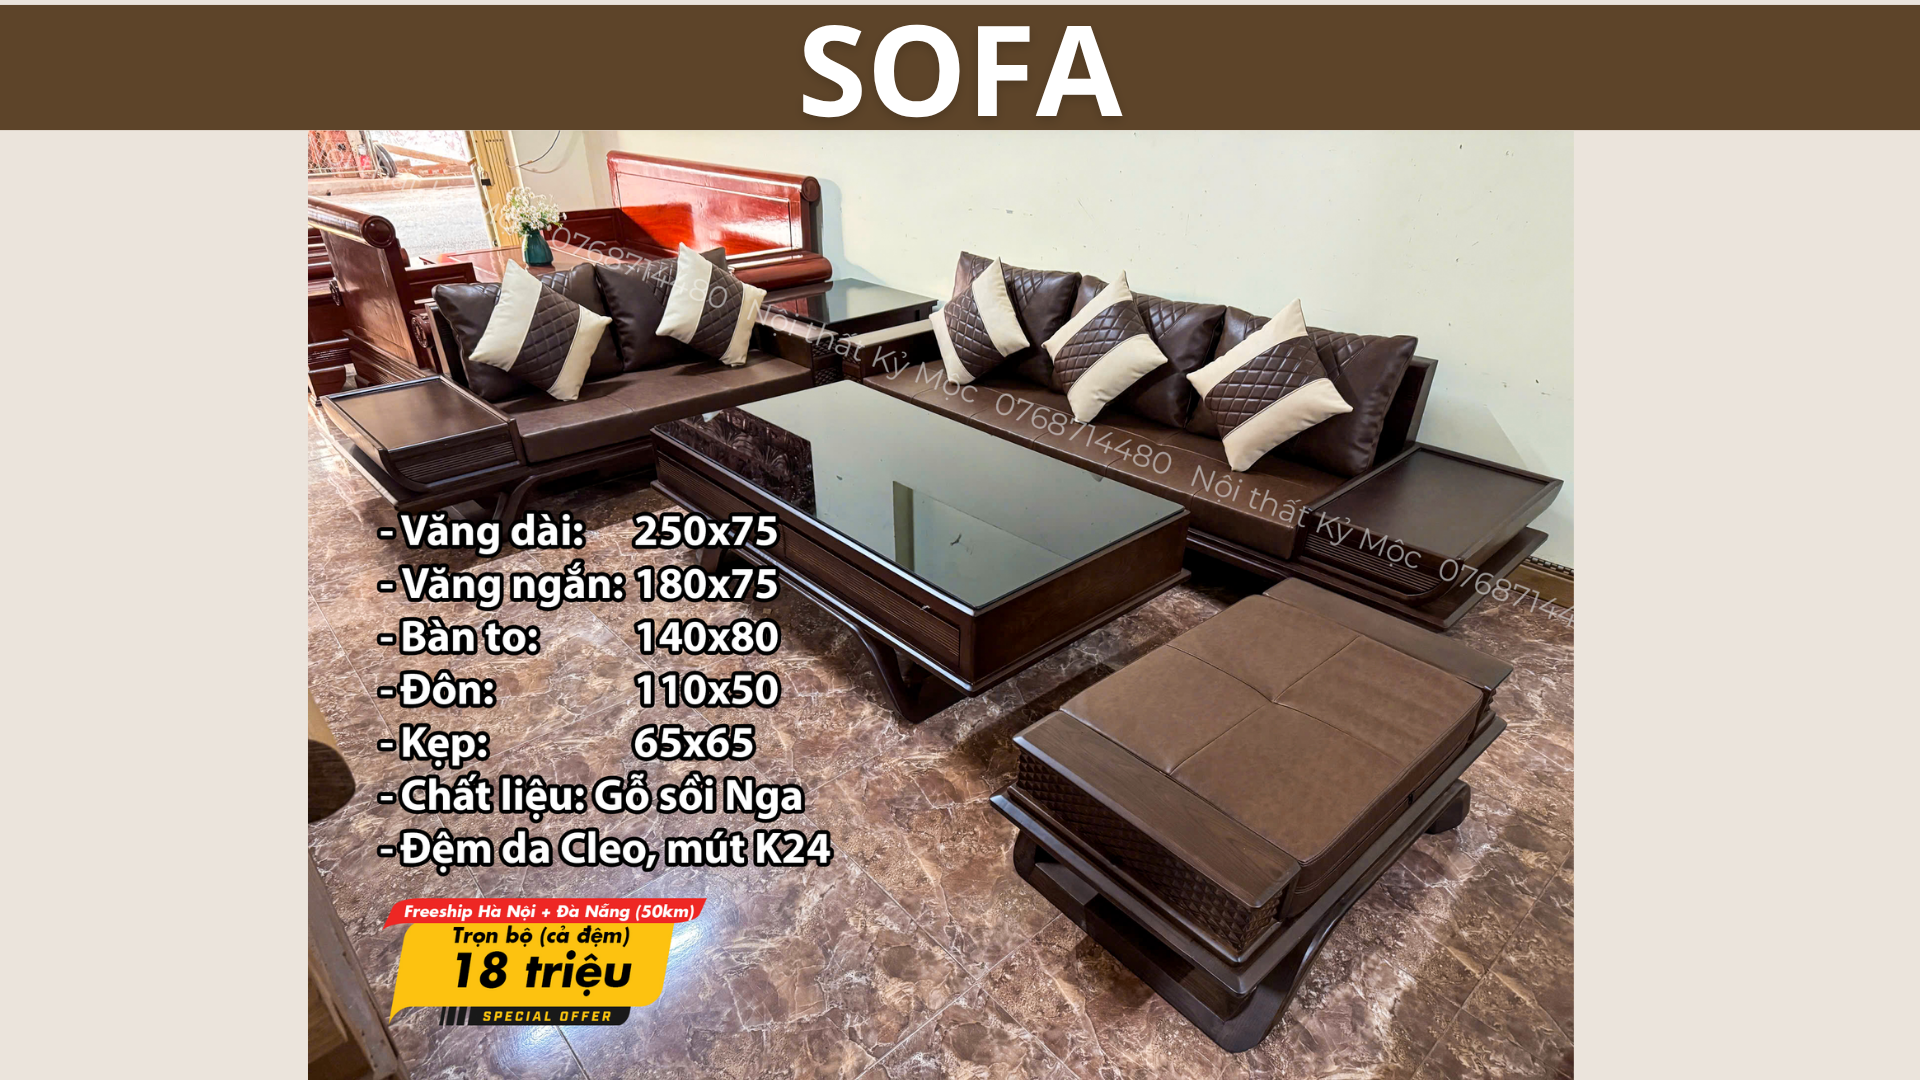 SOFA
0768714480 Nội thất Kỷ Mộc 0768714480 Nội thất Kỷ Mộc 07687144
- Văng dài: 250x75
- Văng ngắn: 180x75
- Bàn to: 140x80
- Đôn: 110x50
- Kẹp: 65x65
- Chất liệu: Gỗ sồi Nga
- Đệm da Cleo, mút K24
Freeship Hà Nội + Đà Nẵng (50km)
Trọn bộ (cả đệm)
18 triệu
SPECIAL OFFER